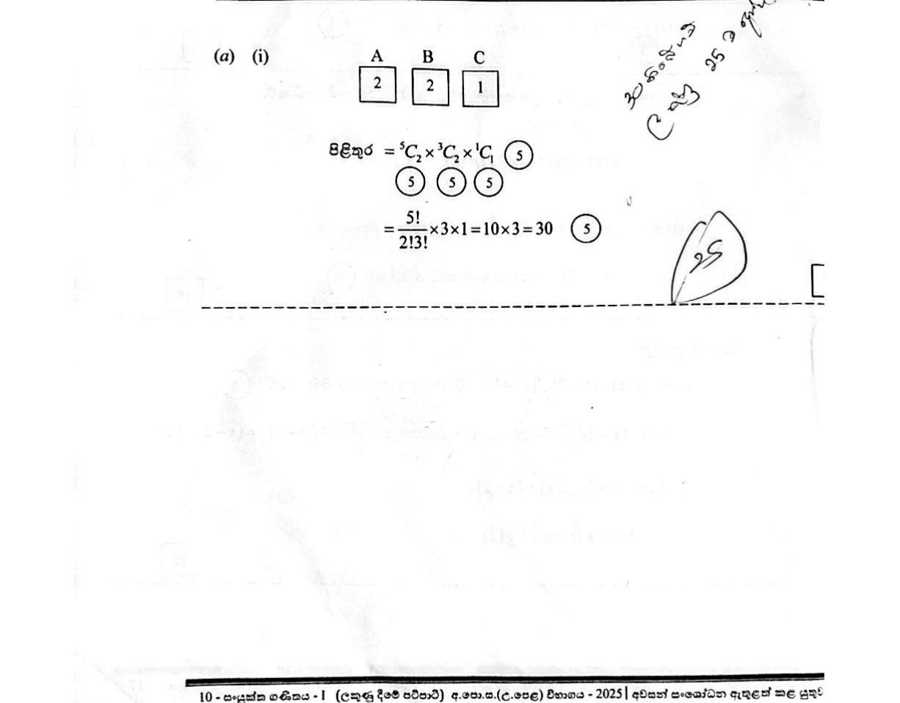 (a) (i)
A B C
2 2 1
පිළිතුර = ⁵C₂ × ³C₂ × ¹C₁ 5
5 5 5
= 5!/2!3! × 3 × 1 = 10 × 3 = 30 5
25
10 - සංයුක්ත ගණිතය - I (ලකුණු දීමේ පටිපාටි) අ.පො.ස.(උ.පෙළ) විභාගය - 2025| අවසන් සංශෝධන ඇතුළත් කළ යුතුව